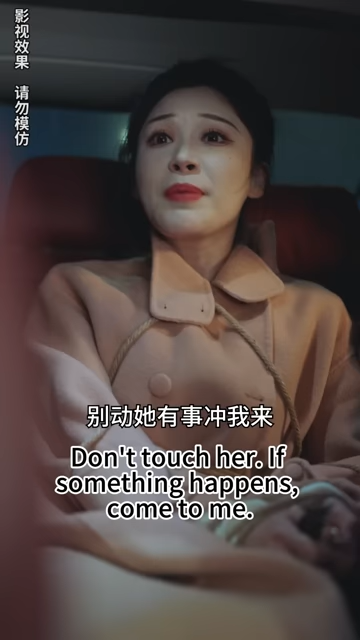 影视效果 请勿模仿
别动她有事冲我来
Don't touch her. If
something happens,
come to me.